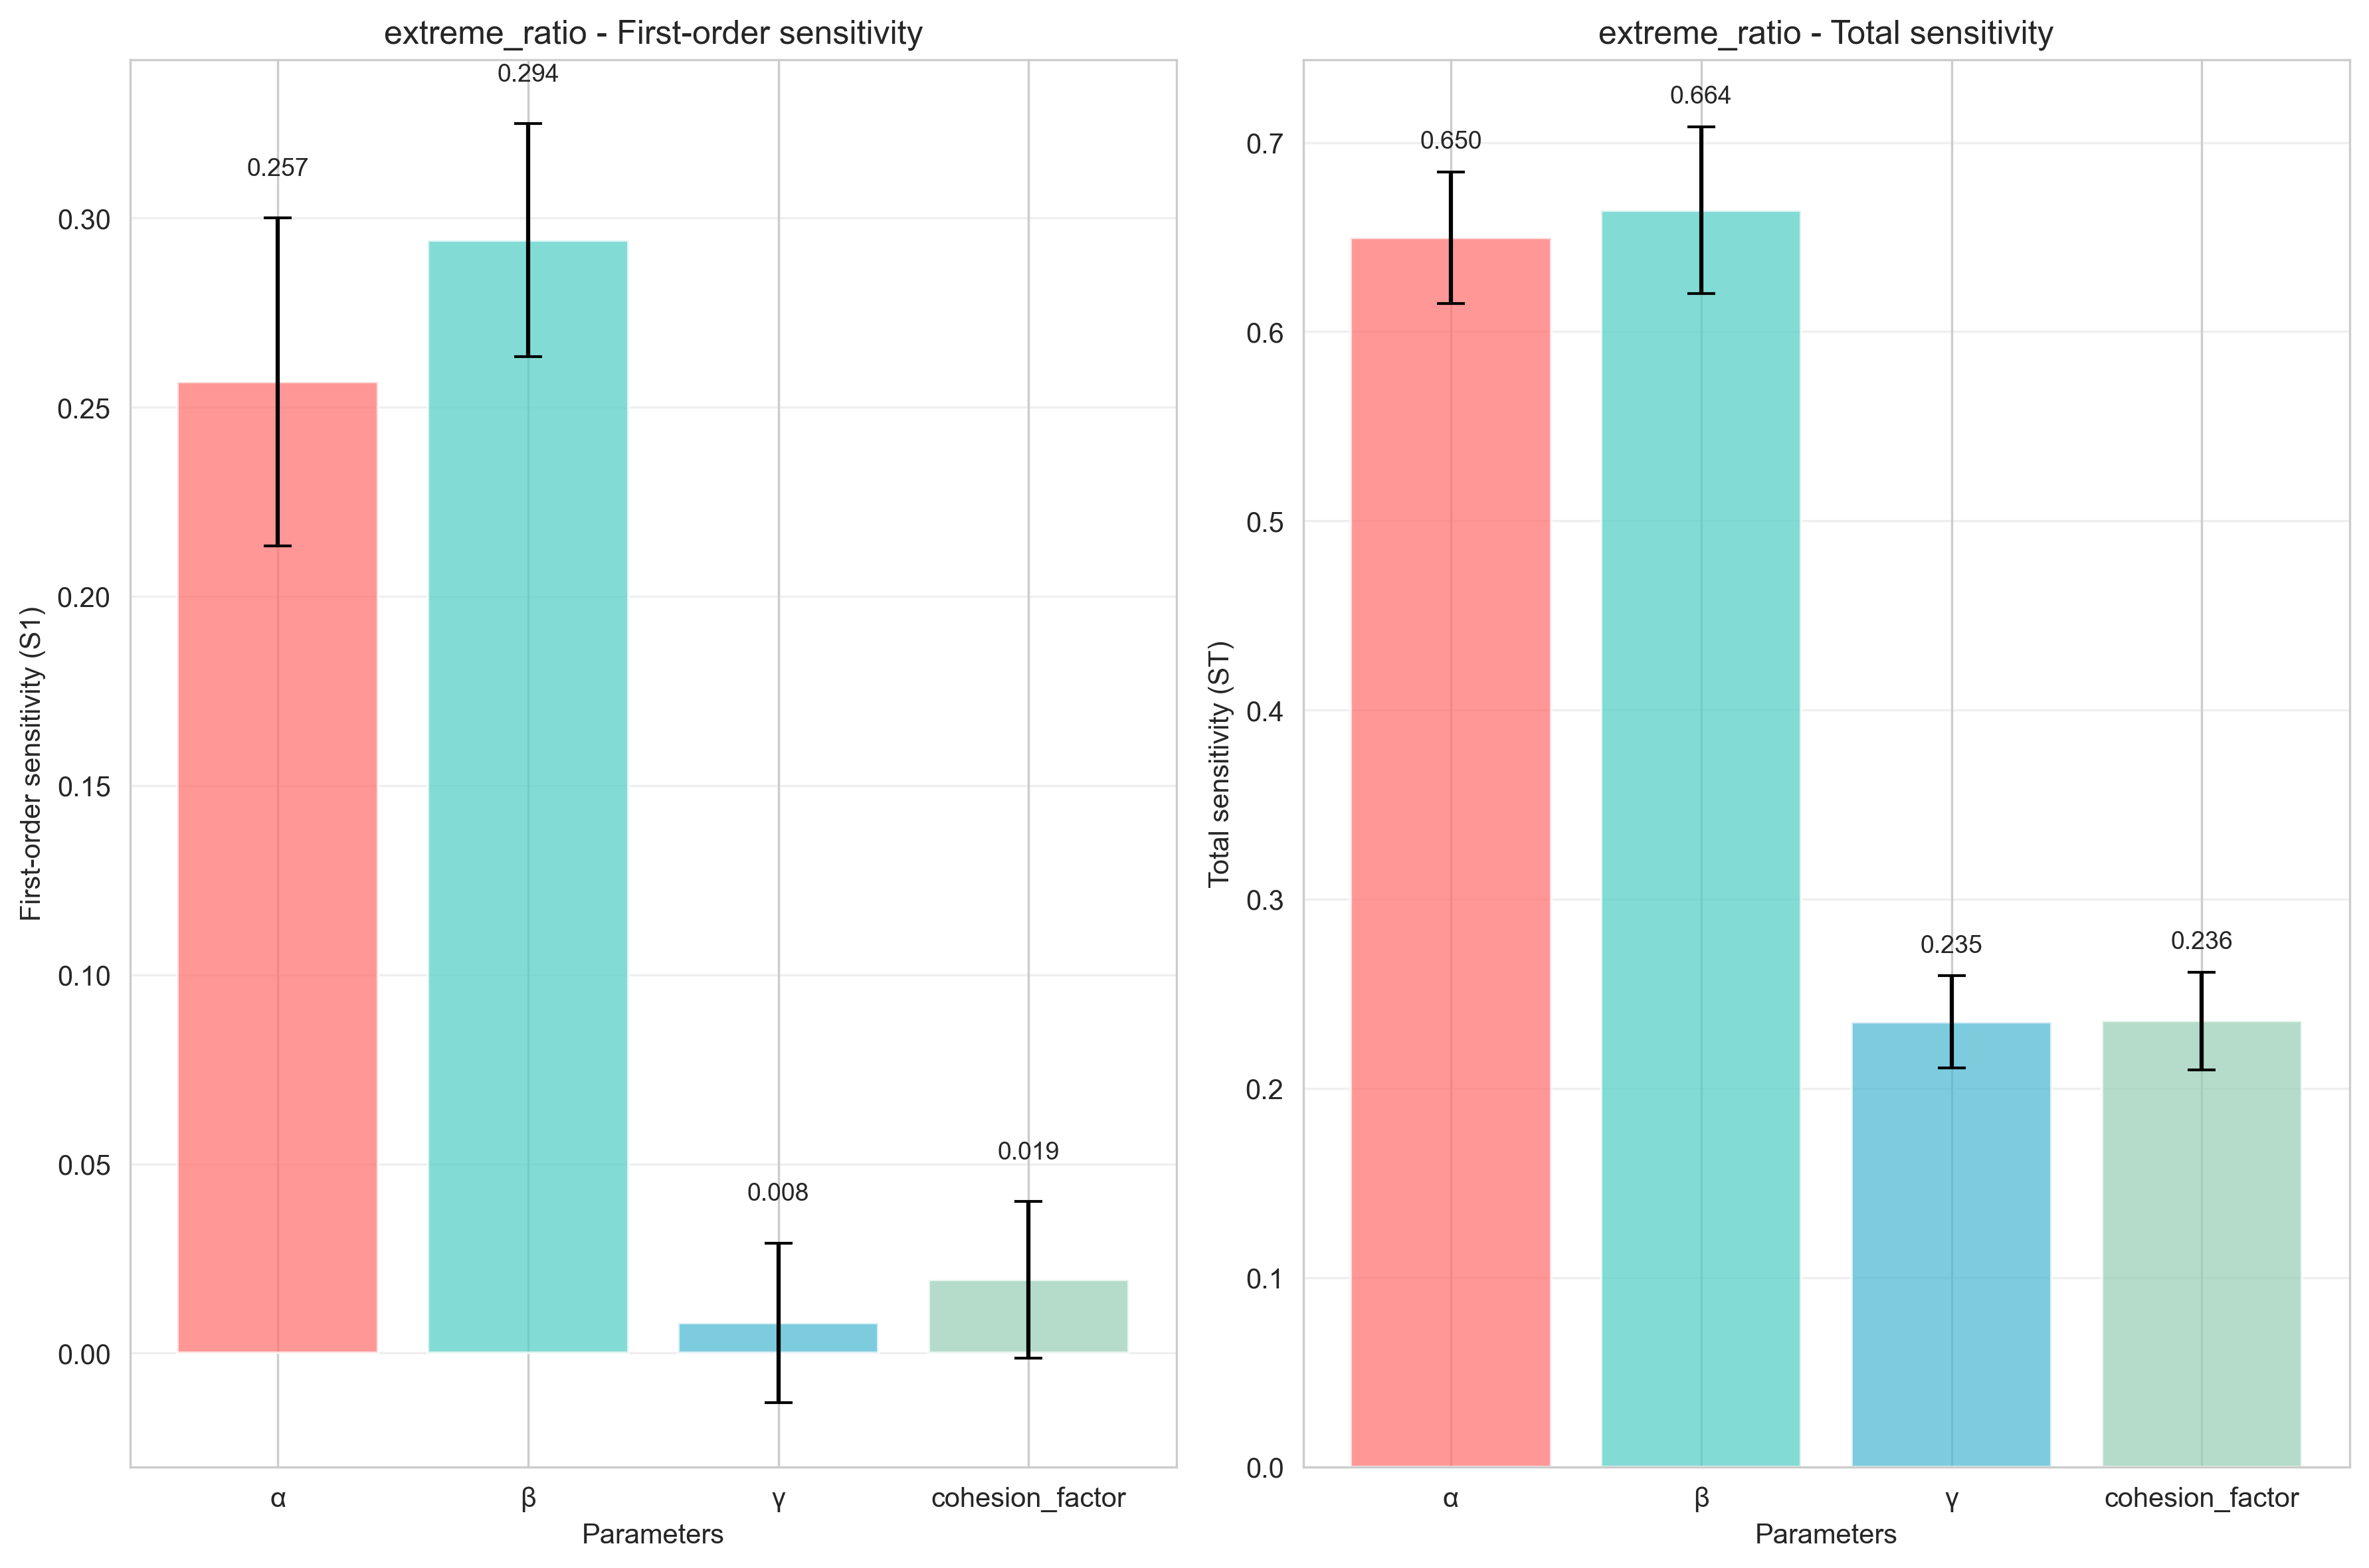 extreme_ratio - First-order sensitivity
First-order sensitivity (S1)
0.30
0.25
0.20
0.15
0.10
0.05
0.00
0.257
0.294
0.008
0.019
α
β
γ
cohesion_factor
Parameters
extreme_ratio - Total sensitivity
Total sensitivity (ST)
0.7
0.6
0.5
0.4
0.3
0.2
0.1
0.0
0.650
0.664
0.235
0.236
α
β
γ
cohesion_factor
Parameters